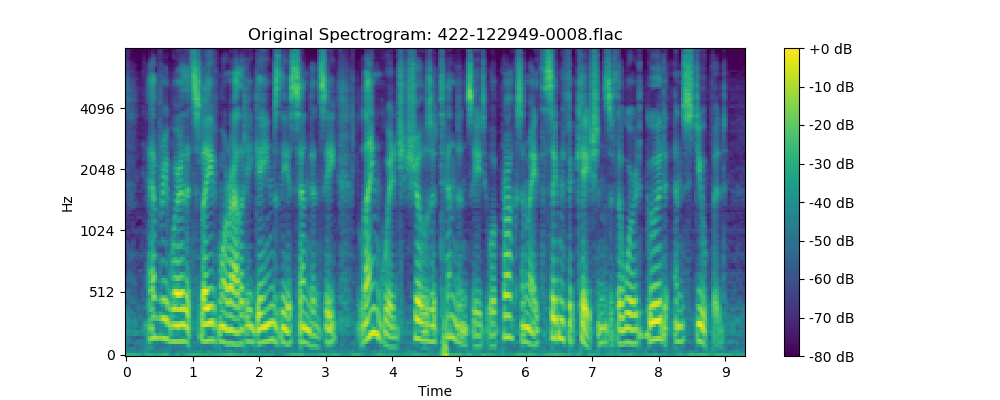 Original Spectrogram: 422-122949-0008.flac
Hz
4096
2048
1024
512
0
0 1 2 3 4 5 6 7 8 9
Time
+0 dB
-10 dB
-20 dB
-30 dB
-40 dB
-50 dB
-60 dB
-70 dB
-80 dB